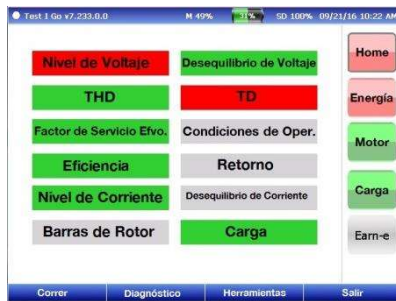 Test I Go v7.233.0.0 M 49% 31% SD 100% 09/21/16 10:22 AM
Nivel de Voltaje Desequilibrio de Voltaje Home
THD TD Energía
Factor de Servicio Efvo. Condiciones de Oper. Motor
Eficiencia Retorno
Nivel de Corriente Desequilibrio de Corriente Carga
Barras de Rotor Carga Earn-e
Correr Diagnóstico Herramientas Salir